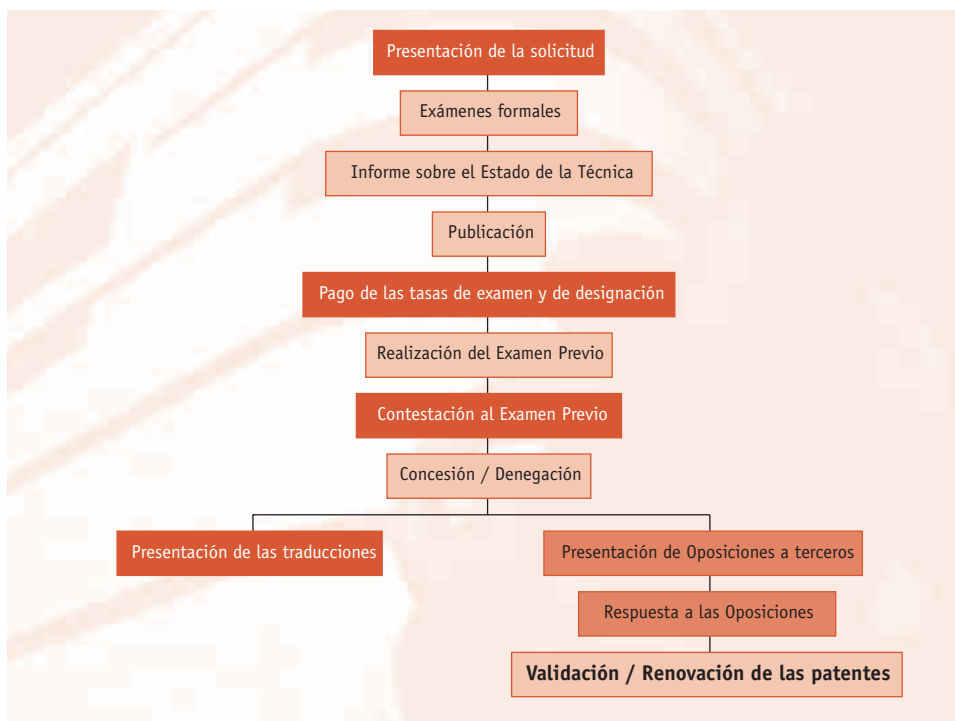 Presentación de la solicitud
Exámenes formales
Informe sobre el Estado de la Técnica
Publicación
Pago de las tasas de examen y de designación
Realización del Examen Previo
Contestación al Examen Previo
Concesión / Denegación
Presentación de las traducciones
Presentación de Oposiciones a terceros
Respuesta a las Oposiciones
Validación / Renovación de las patentes